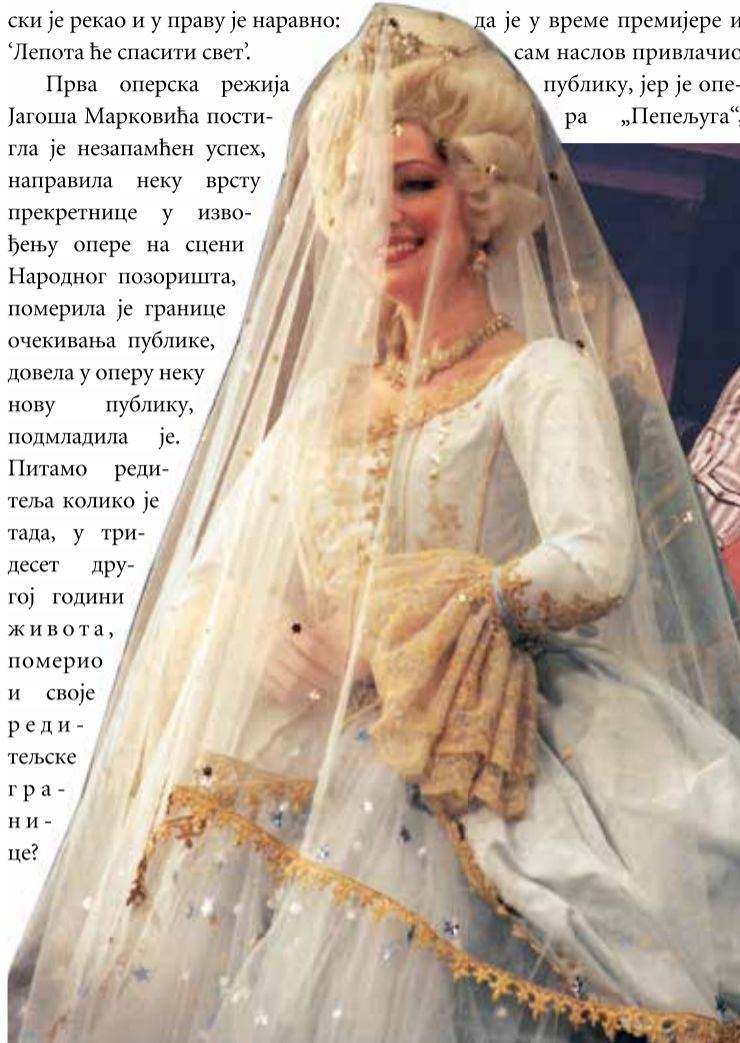 ски је рекао и у праву је наравно:
‘Лепота ће спасити свет’.
Прва оперска режија
Јагоша Марковића пости-
гла је незапамћен успех,
направила неку врсту
прекретнице у изво-
ђењу опере на сцени
Народног позоришта,
померила је границе
очекивања публике,
довела у оперу неку
нову публику,
подмладила је.
Питамо реди-
теља колико је
тада, у три-
десет дру-
гој години
живота,
померио
и своје
реди-
тељске
гра-
ни-
це?
да је у време премијере и
сам наслов привлачио
публику, јер је опе-
ра „Пепељуга“,